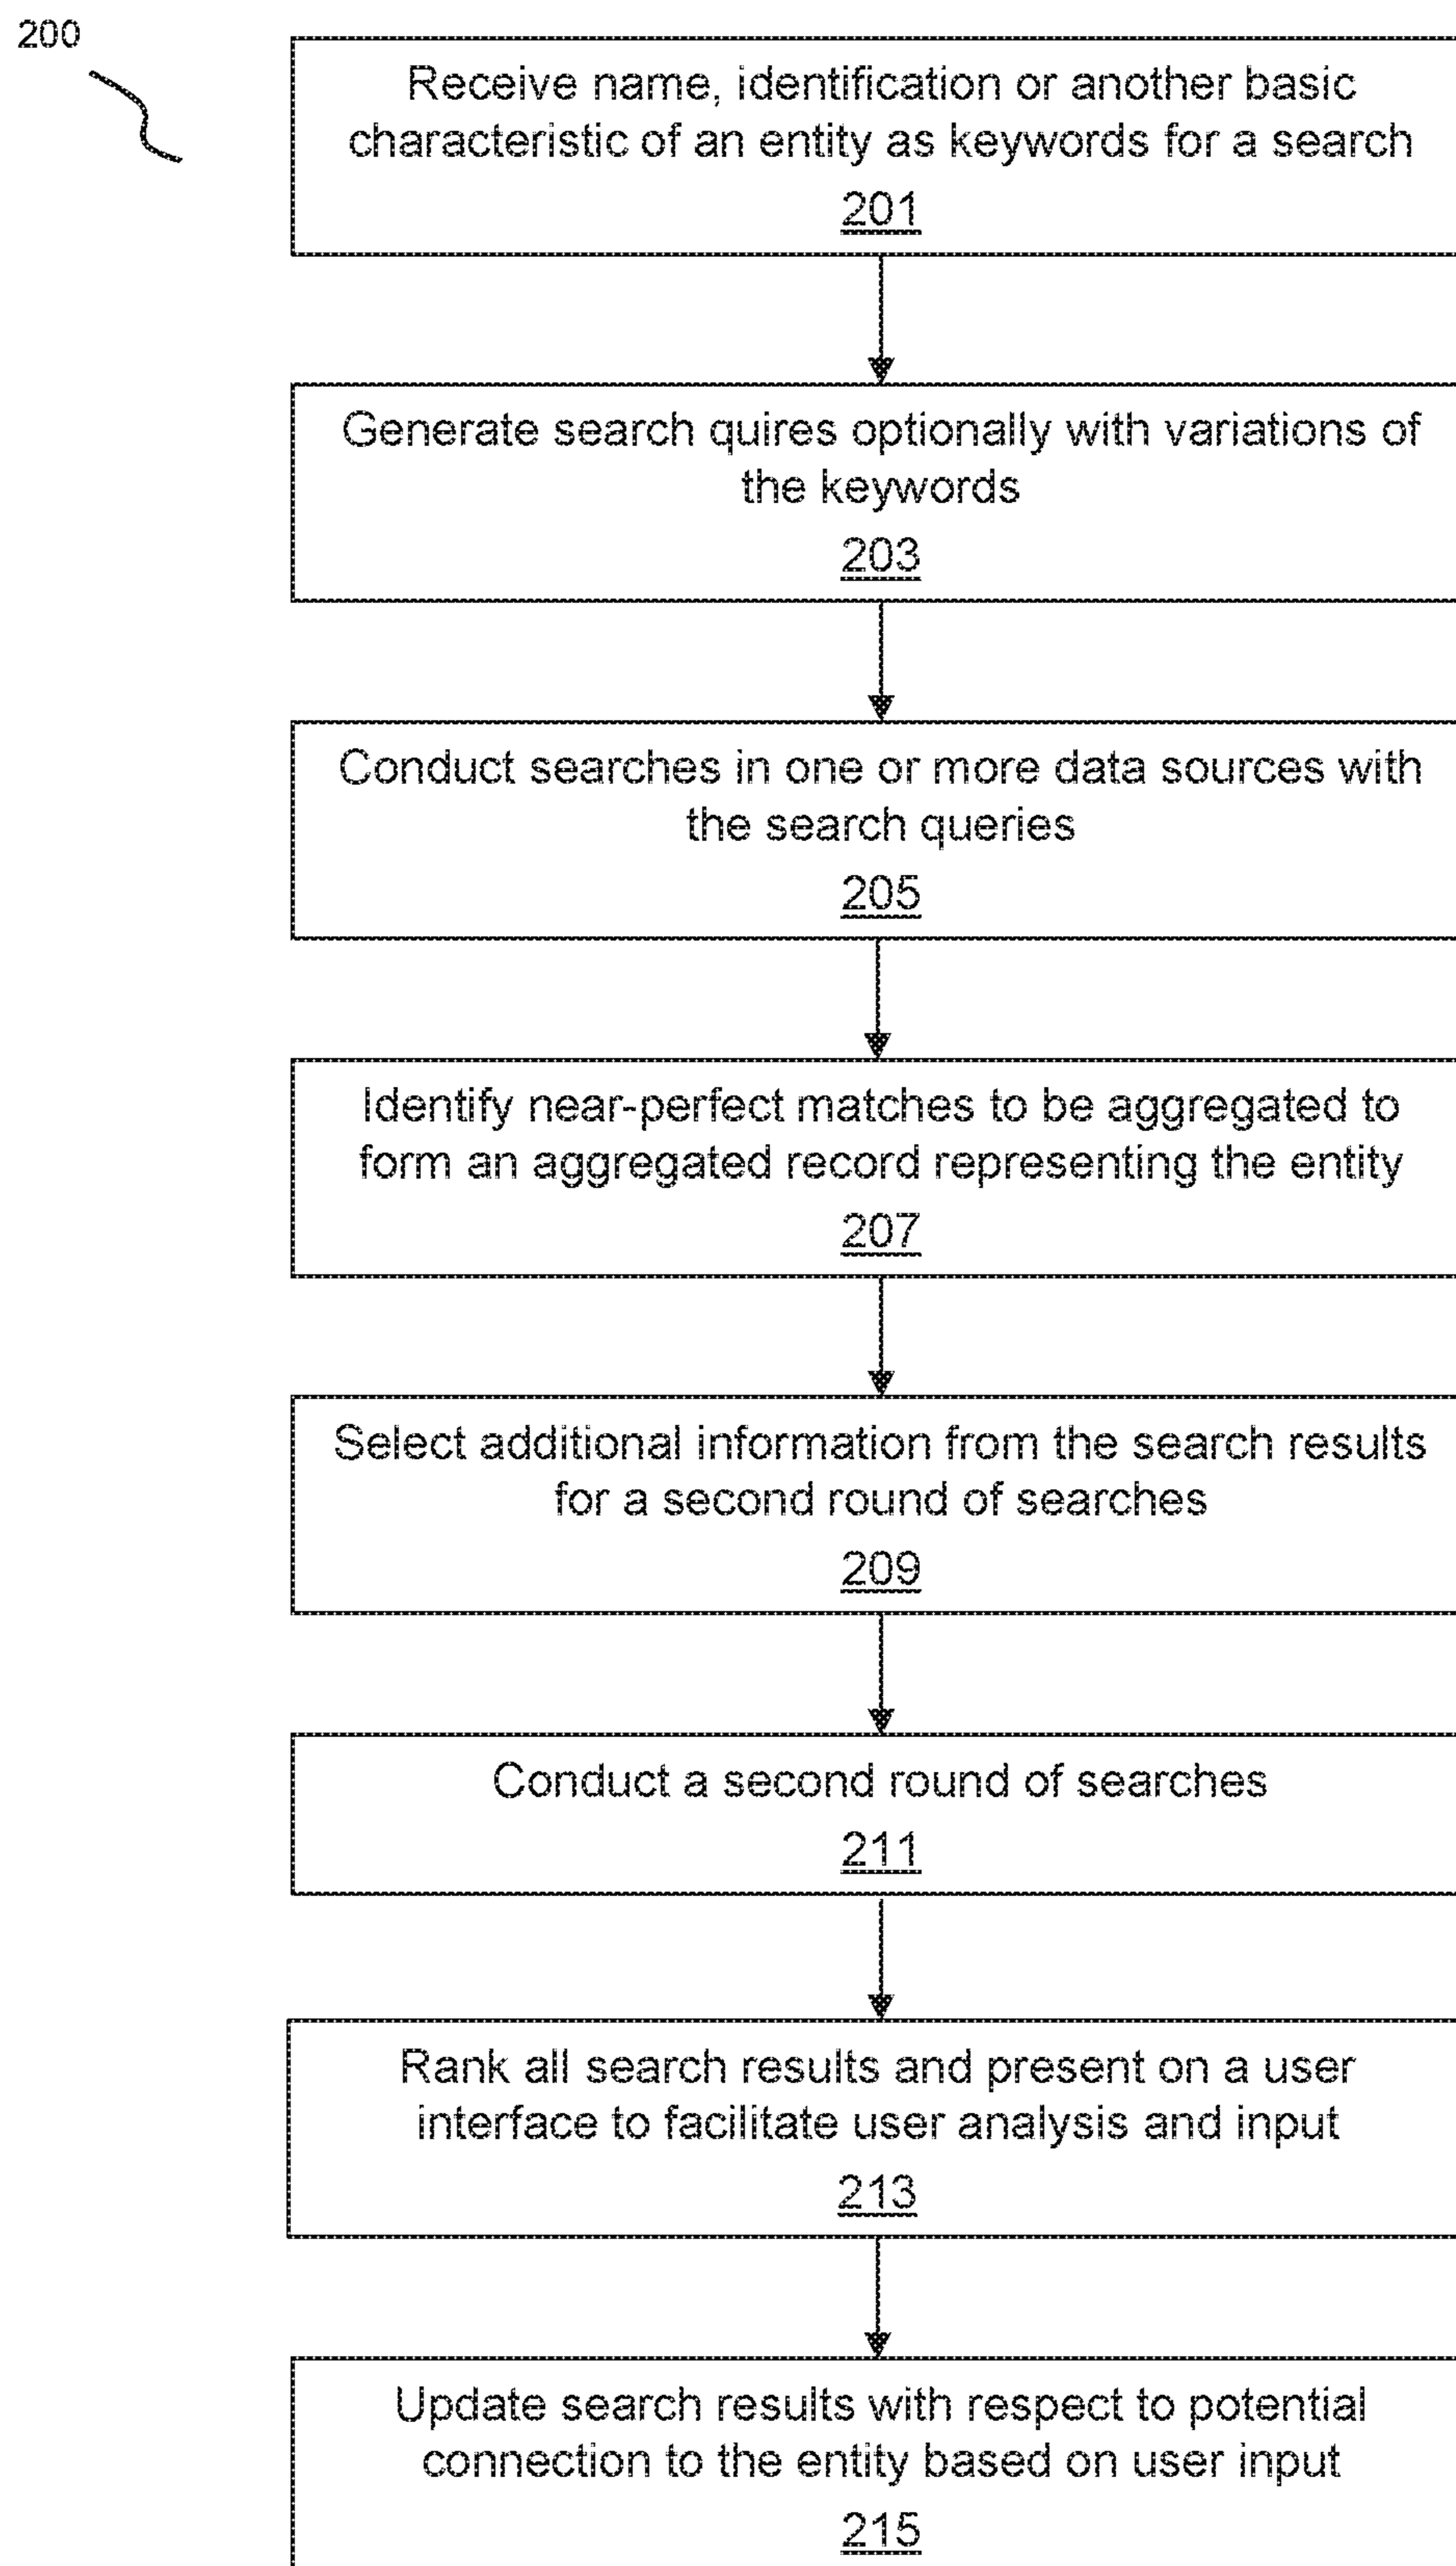 200
Receive name, identification or another basic
characteristic of an entity as keywords for a search
201
Generate search quires optionally with variations of
the keywords
203
Conduct searches in one or more data sources with
the search queries
205
Identify near-perfect matches to be aggregated to
form an aggregated record representing the entity
207
Select additional information from the search results
for a second round of searches
209
Conduct a second round of searches
211
Rank all search results and present on a user
interface to facilitate user analysis and input
213
Update search results with respect to potential
connection to the entity based on user input
215